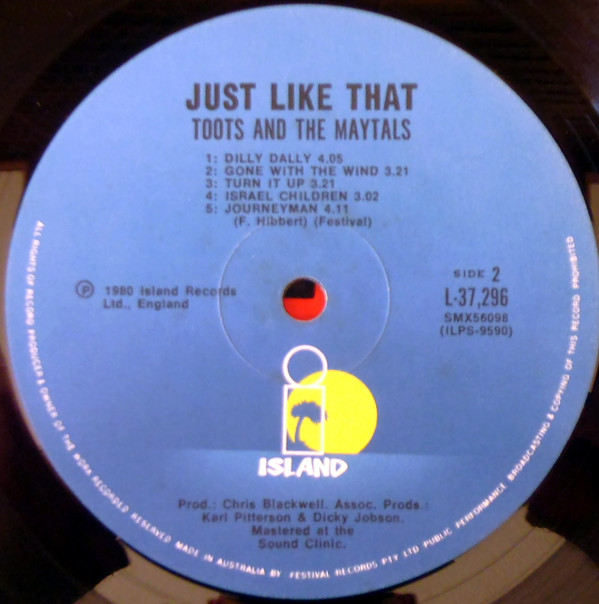 JUST LIKE THAT
TOOTS AND THE MAYTALS
1: DILLY DALLY 4.05
2: GONE WITH THE WIND 3.21
3: TURN IT UP 3.21
4: ISRAEL CHILDREN 3.02
5: JOURNEYMAN 4.11
(F. Hibbert) (Festival)
Ⓟ 1980 Island Records
Ltd., England
SIDE 2
L-37,296
SMX56098
(ILPS-9590)
ISLAND
Prod.: Chris Blackwell. Assoc. Prods.:
Karl Pitterson & Dicky Jobson.
Mastered at the
Sound Clinic.
ALL RIGHTS OF RECORD PRODUCER & OWNER OF THE WORK RECORDED RESERVED MADE IN AUSTRALIA BY FESTIVAL RECORDS PTY LTD PUBLIC PERFORMANCE BROADCASTING & COPYING OF THIS RECORD PROHIBITED